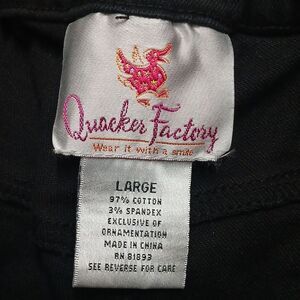 Quacker Factory
Wear it with a smile
LARGE
97% COTTON
3% SPANDEX
EXCLUSIVE OF
ORNAMENTATION
MADE IN CHINA
RN 81893
SEE REVERSE FOR CARE